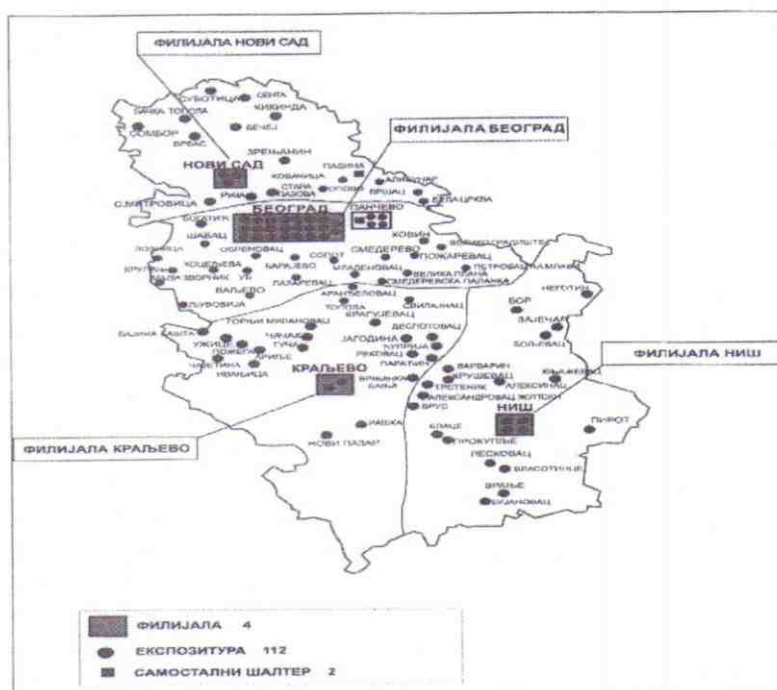 ФИЛИЈАЛА НОВИ САД
СУБОТИЦА
СЕНТА
БАЧКА ТОПОЛА
КИКИНДА
СОМБОР
БЕЧЕЈ
ВРБАС
ФИЛИЈАЛА БЕОГРАД
ЗРЕЊАНИН
НОВИ САД
ПАДИНА
КОВАЧИЦА
АЛИБУНАР
РУМА
СТАРА
ПАЗОВА
ОПОВО
ВРШАЦ
С.МИТРОВИЦА
БЕЛА ЦРКВА
БЕОГРАД
ПАНЧЕВО
БОГАТИЋ
ШАБАЦ
КОВИН
ВЕЛИКО ГРАДИШТЕ
ЛОЗНИЦА
ОБРЕНОВАЦ
СОПОТ
СМЕДЕРЕВО
ПОЖАРЕВАЦ
КРУПАЊ
КОЦЕЉЕВА
БАРАЈЕВО
МЛАДЕНОВАЦ
ПЕТРОВАЦ НА МЛАВИ
МАЛИ ЗВОРНИК
УБ
ВЕЛИКА ПЛАНА
ЛАЗАРЕВАЦ
СМЕДЕРЕВСКА ПАЛАНКА
НЕГОТИН
ВАЉЕВО
АРАНЂЕЛОВАЦ
ЉУБОВИЈА
ТОПОЛА
СВИЛАЈНАЦ
БОР
ГОРЊИ МИЛАНОВАЦ
КРАГУЈЕВАЦ
ЗАЈЕЧАР
БАЈИНА БАШТА
ЧАЧАК
ДЕСПОТОВАЦ
УЖИЦЕ
ЈАГОДИНА
БОЉЕВАЦ
ГУЧА
ЋУПРИЈА
ПОЖЕГА
РЕКОВАЦ
ФИЛИЈАЛА НИШ
АРИЉЕ
ПАРАЋИН
ЧАЈЕТИНА
ИВАЊИЦА
ВАРВАРИН
КРАЉЕВО
ВРЊАЧКА
БАЊА
КРУШЕВАЦ
КЊАЖЕВАЦ
ТРСТЕНИК
АЛЕКСИНАЦ
АЛЕКСАНДРОВАЦ ЖУПСКИ
БРУС
НИШ
ПИРОТ
РАШКА
БЛАЦЕ
ФИЛИЈАЛА КРАЉЕВО
НОВИ ПАЗАР
ПРОКУПЉЕ
ЛЕСКОВАЦ
ВЛАСОТИНЦЕ
ВРАЊЕ
БУЈАНОВАЦ
ФИЛИЈАЛА 4
ЕКСПОЗИТУРА 112
САМОСТАЛНИ ШАЛТЕР 2